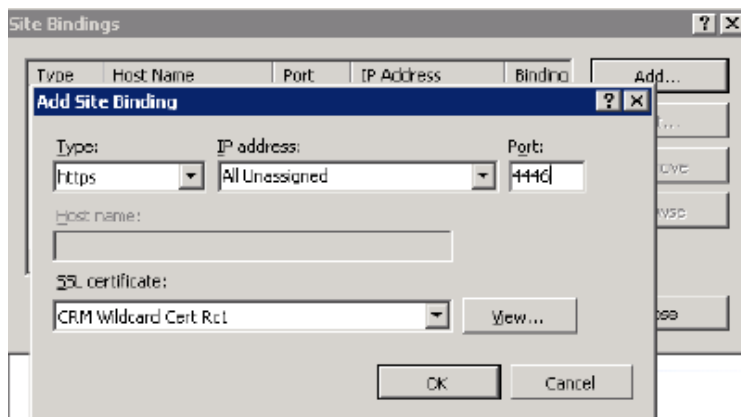 Site Bindings
Type Host Name Port IP Address Binding
Add...
Add Site Binding
Type: IP address: Port:
https All Unassigned 4446
Host name:
SSL certificate:
CRM Wildcard Cert Rc1 View...
OK Cancel